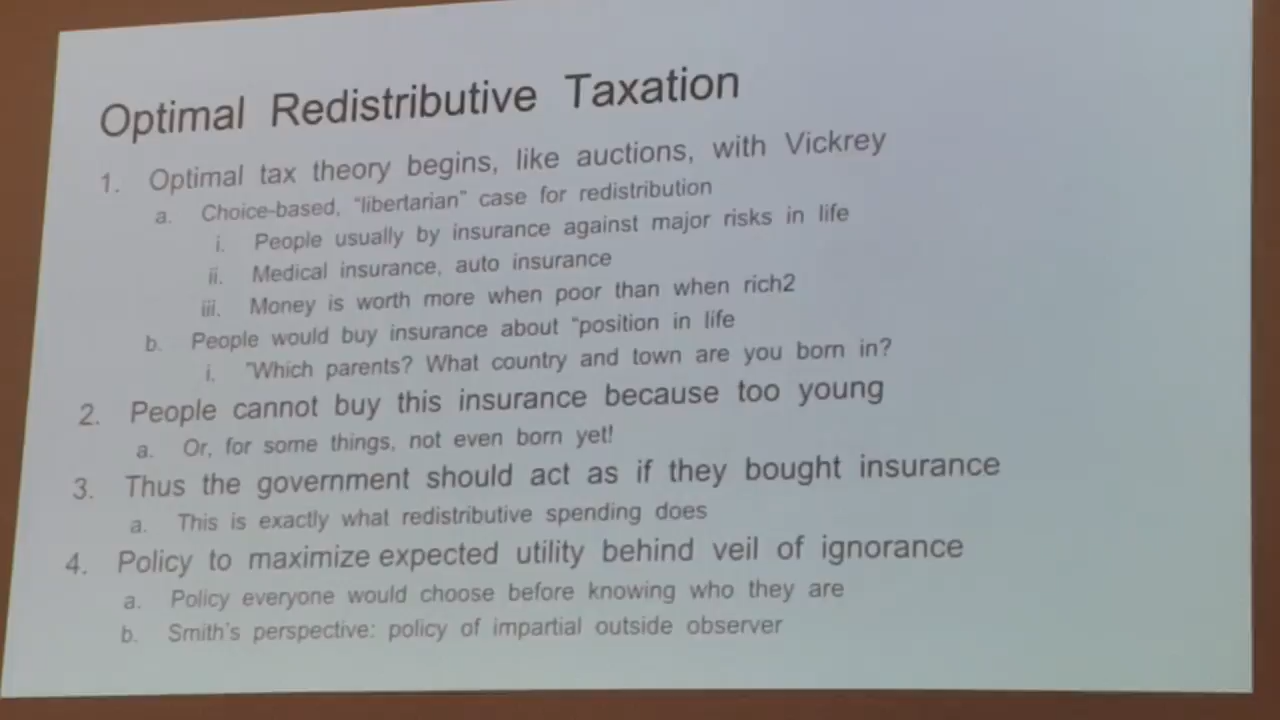 Optimal Redistributive Taxation
1. Optimal tax theory begins, like auctions, with Vickrey
a. Choice-based, “libertarian” case for redistribution
i. People usually by insurance against major risks in life
ii. Medical insurance, auto insurance
iii. Money is worth more when poor than when rich2
b. People would buy insurance about “position in life
i. ”Which parents? What country and town are you born in?
2. People cannot buy this insurance because too young
a. Or, for some things, not even born yet!
3. Thus the government should act as if they bought insurance
a. This is exactly what redistributive spending does
4. Policy to maximize expected utility behind veil of ignorance
a. Policy everyone would choose before knowing who they are
b. Smith’s perspective: policy of impartial outside observer